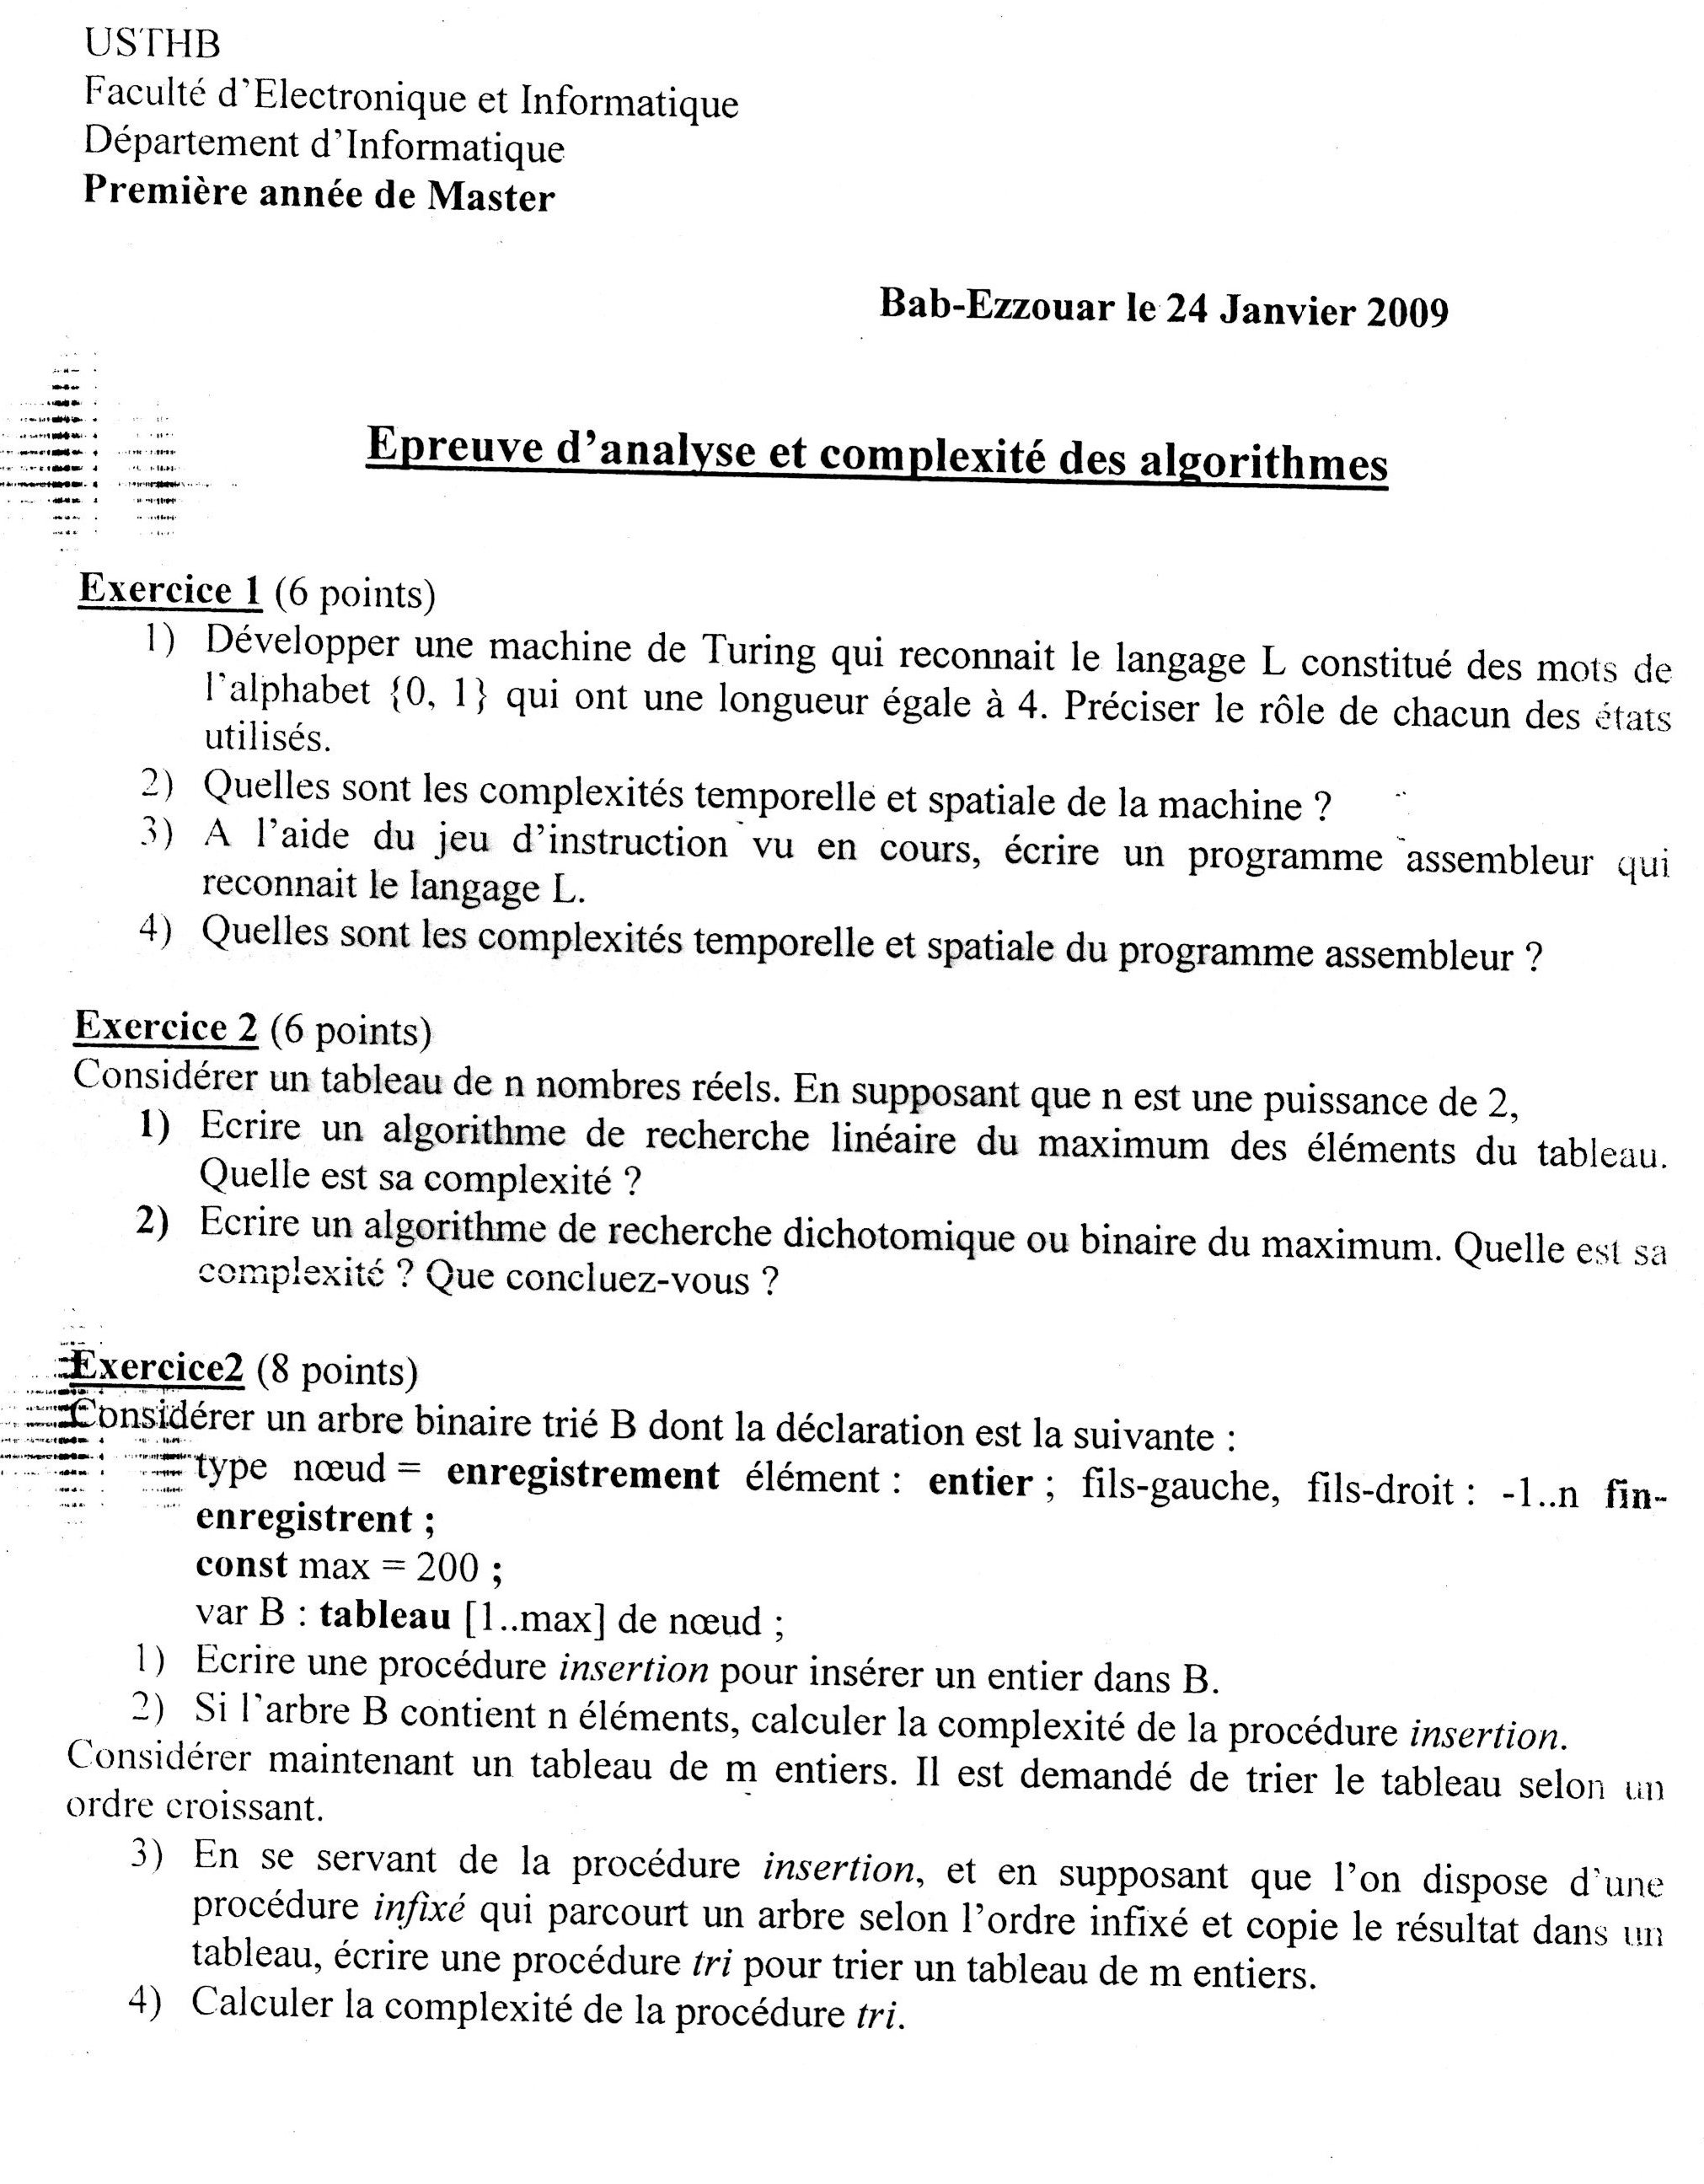 USTHB
Faculté d'Electronique et Informatique
Département d'Informatique
Première année de Master
Bab-Ezzouar le 24 Janvier 2009
Epreuve d'analyse et complexité des algorithmes
Exercice 1 (6 points)
1) Développer une machine de Turing qui reconnait le langage L constitué des mots de
l'alphabet {0, 1} qui ont une longueur égale à 4. Préciser le rôle de chacun des états
utilisés.
2) Quelles sont les complexités temporelle et spatiale de la machine ?
3) A l'aide du jeu d'instruction vu en cours, écrire un programme assembleur qui
reconnait le langage L.
4) Quelles sont les complexités temporelle et spatiale du programme assembleur ?
Exercice 2 (6 points)
Considérer un tableau de n nombres réels. En supposant que n est une puissance de 2,
1) Ecrire un algorithme de recherche linéaire du maximum des éléments du tableau.
Quelle est sa complexité ?
2) Ecrire un algorithme de recherche dichotomique ou binaire du maximum. Quelle est sa
complexité ? Que concluez-vous ?
Exercice2 (8 points)
Considérer un arbre binaire trié B dont la déclaration est la suivante :
type nœud = enregistrement élément : entier ; fils-gauche, fils-droit : -1..n fin-
enregistrent ;
const max = 200 ;
var B : tableau [1..max] de nœud ;
1) Ecrire une procédure insertion pour insérer un entier dans B.
2) Si l'arbre B contient n éléments, calculer la complexité de la procédure insertion.
Considérer maintenant un tableau de m entiers. Il est demandé de trier le tableau selon un
ordre croissant.
3) En se servant de la procédure insertion, et en supposant que l'on dispose d'une
procédure infixé qui parcourt un arbre selon l'ordre infixé et copie le résultat dans un
tableau, écrire une procédure tri pour trier un tableau de m entiers.
4) Calculer la complexité de la procédure tri.